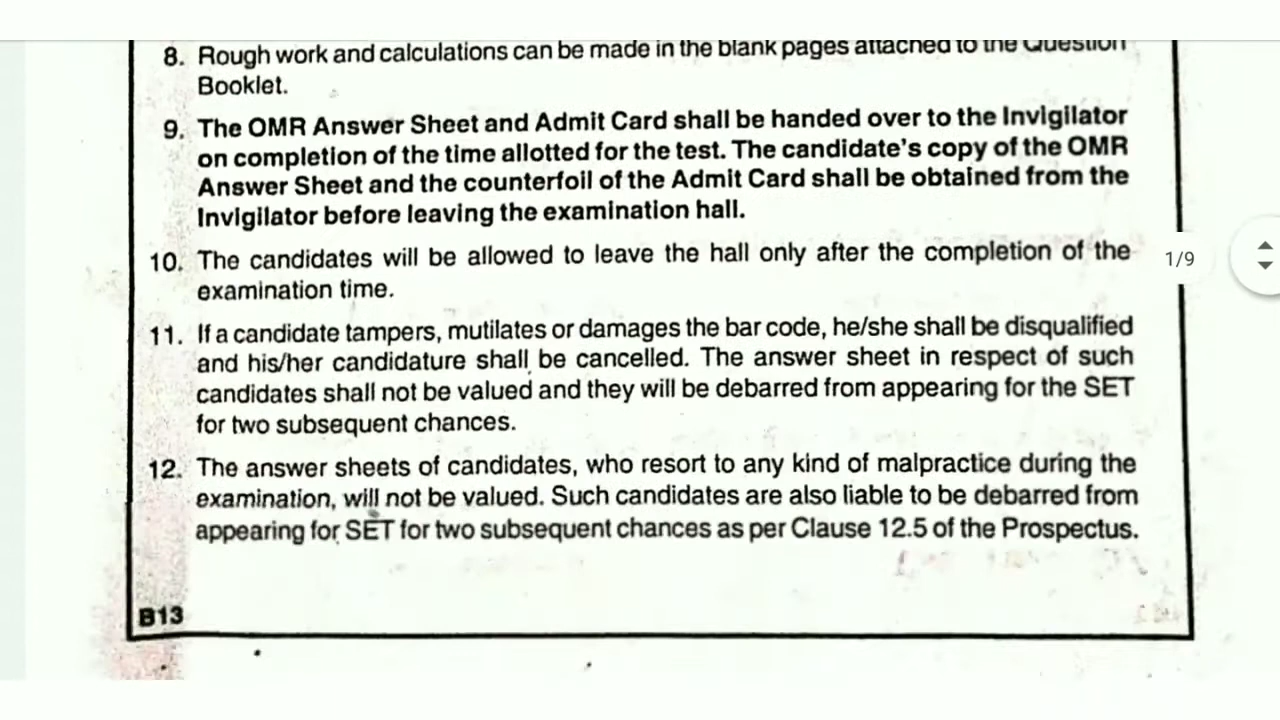 8. Rough work and calculations can be made in the blank pages attached to the Question
Booklet.
9. The OMR Answer Sheet and Admit Card shall be handed over to the Invigilator
on completion of the time allotted for the test. The candidate's copy of the OMR
Answer Sheet and the counterfoil of the Admit Card shall be obtained from the
Invigilator before leaving the examination hall.
10. The candidates will be allowed to leave the hall only after the completion of the
examination time.
1/9
11. If a candidate tampers, mutilates or damages the bar code, he/she shall be disqualified
and his/her candidature shall be cancelled. The answer sheet in respect of such
candidates shall not be valued and they will be debarred from appearing for the SET
for two subsequent chances.
12. The answer sheets of candidates, who resort to any kind of malpractice during the
examination, will not be valued. Such candidates are also liable to be debarred from
appearing for SET for two subsequent chances as per Clause 12.5 of the Prospectus.
B13